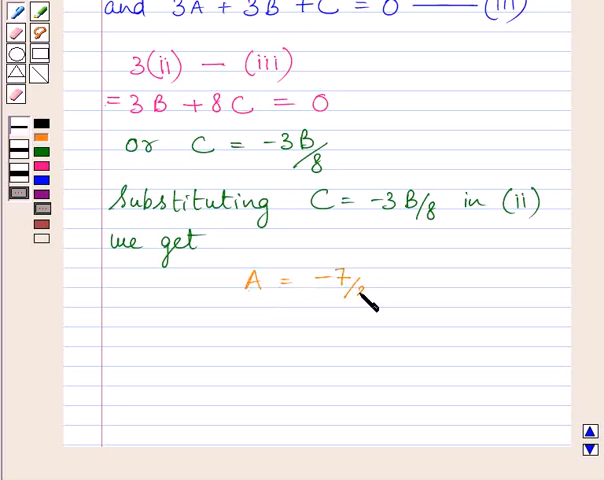 and 3A + 3B + C = 0 —— (iii)
3(ii) — (iii)
= 3B + 8C = 0
or C = -3B/8
Substituting C = -3B/8 in (ii)
we get
A = -7/